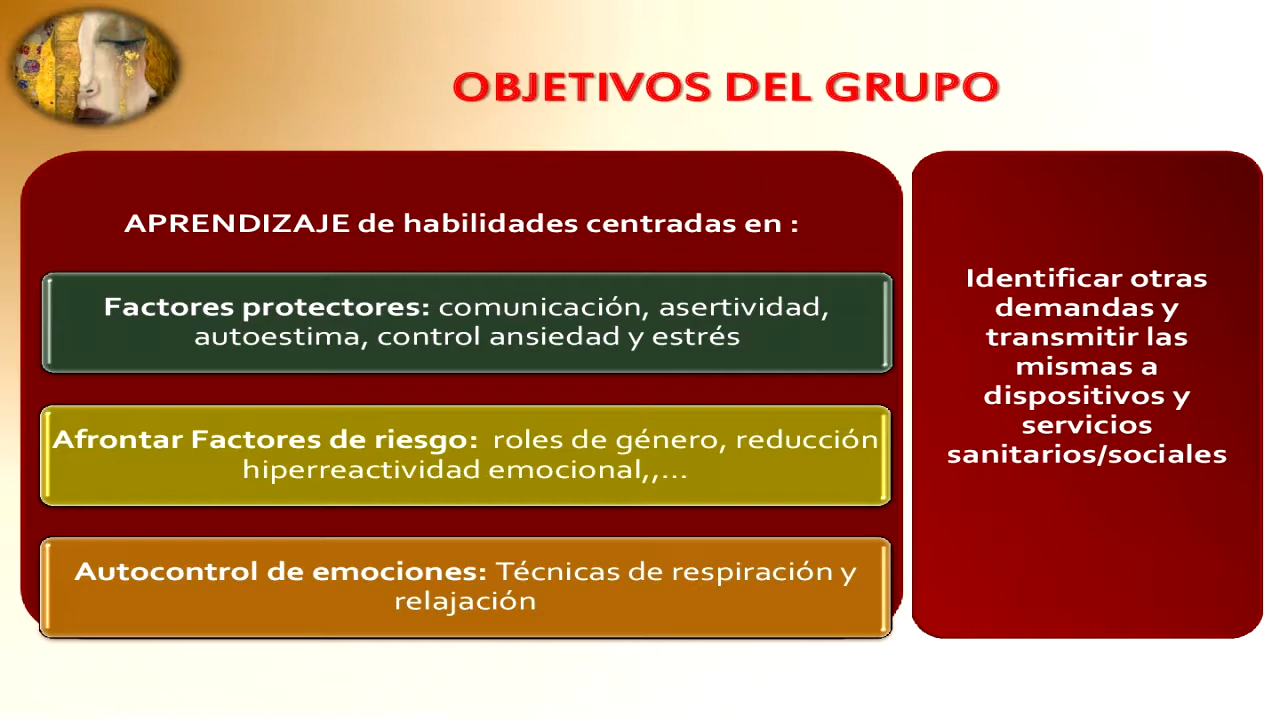 OBJETIVOS DEL GRUPO
APRENDIZAJE de habilidades centradas en :
Factores protectores: comunicación, asertividad,
autoestima, control ansiedad y estrés
Afrontar Factores de riesgo: roles de género, reducción
hiperreactividad emocional,,...
Autocontrol de emociones: Técnicas de respiración y
relajación
Identificar otras
demandas y
transmitir las
mismas a
dispositivos y
servicios
sanitarios/sociales